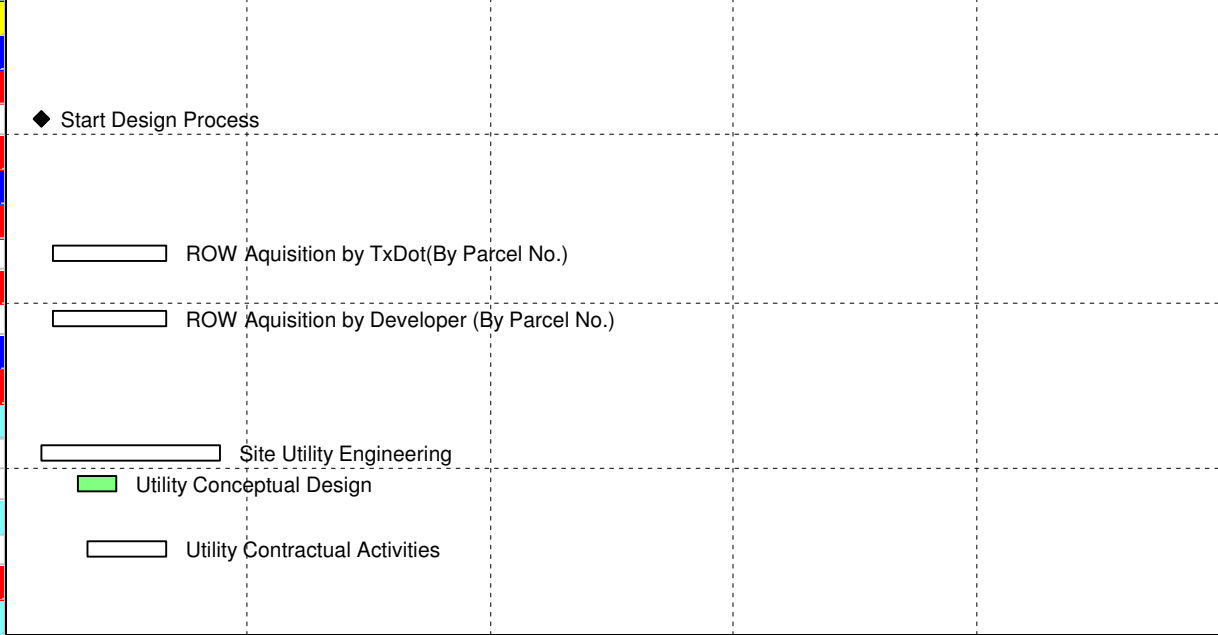 Start Design Process
ROW Aquisition by TxDot(By Parcel No.)
ROW Aquisition by Developer (By Parcel No.)
Site Utility Engineering
Utility Conceptual Design
Utility Contractual Activities